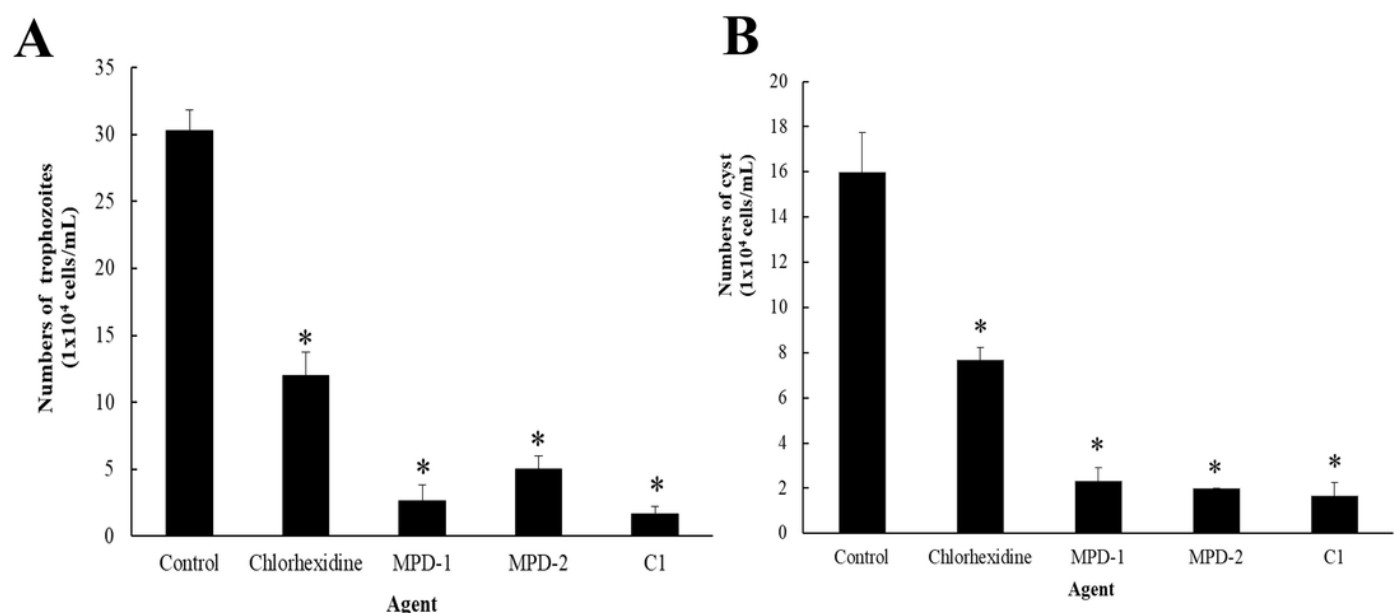 A
Numbers of trophozoites
(1x10⁴ cells/mL)
35
30
25
20
15
10
5
0
*
*
*
*
Control Chlorhexidine MPD-1 MPD-2 C1
Agent
B
Numbers of cyst
(1x10⁴ cells/mL)
20
18
16
14
12
10
8
6
4
2
0
*
*
*
*
Control Chlorhexidine MPD-1 MPD-2 C1
Agent